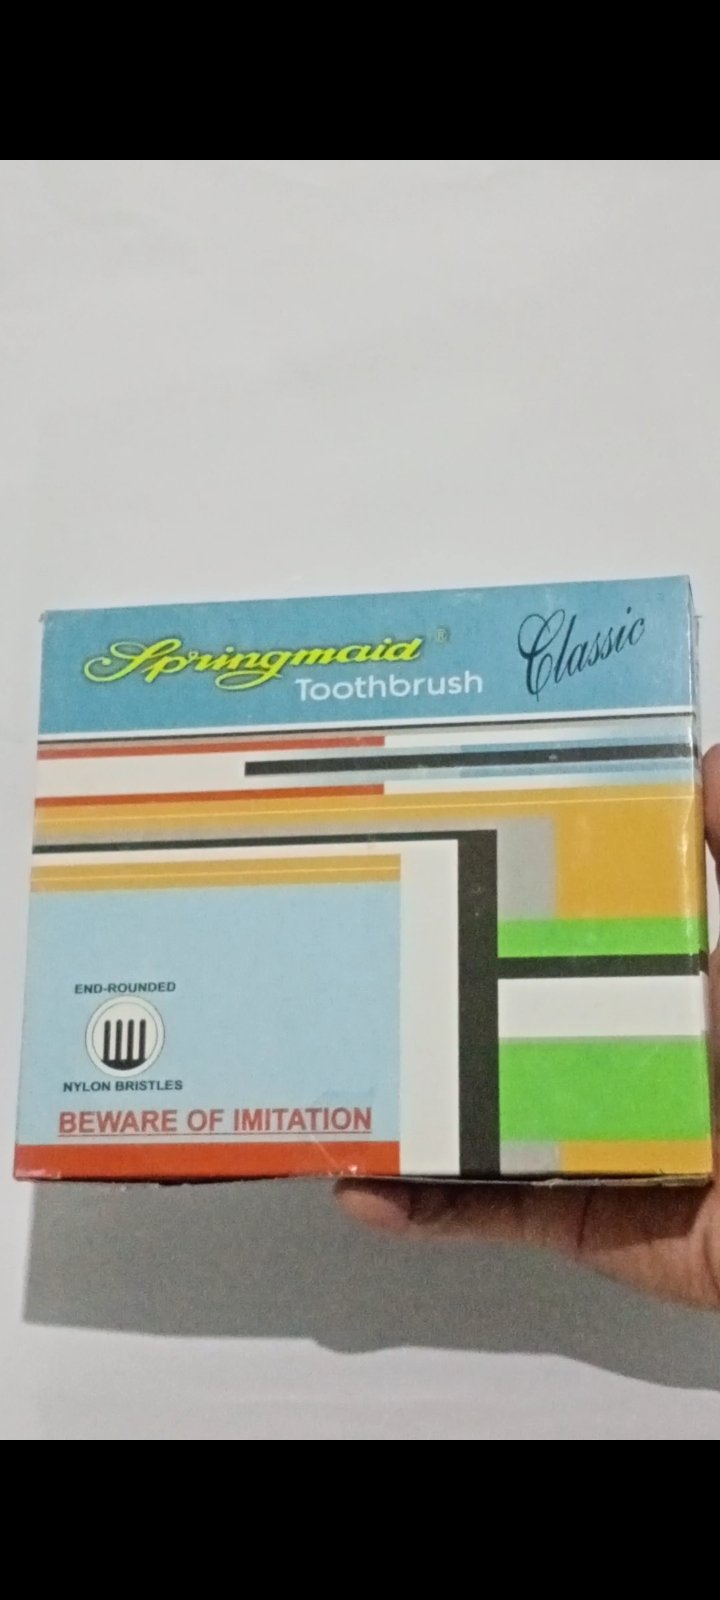 Springmaid ®
Toothbrush
Classic
END-ROUNDED
NYLON BRISTLES
BEWARE OF IMITATION